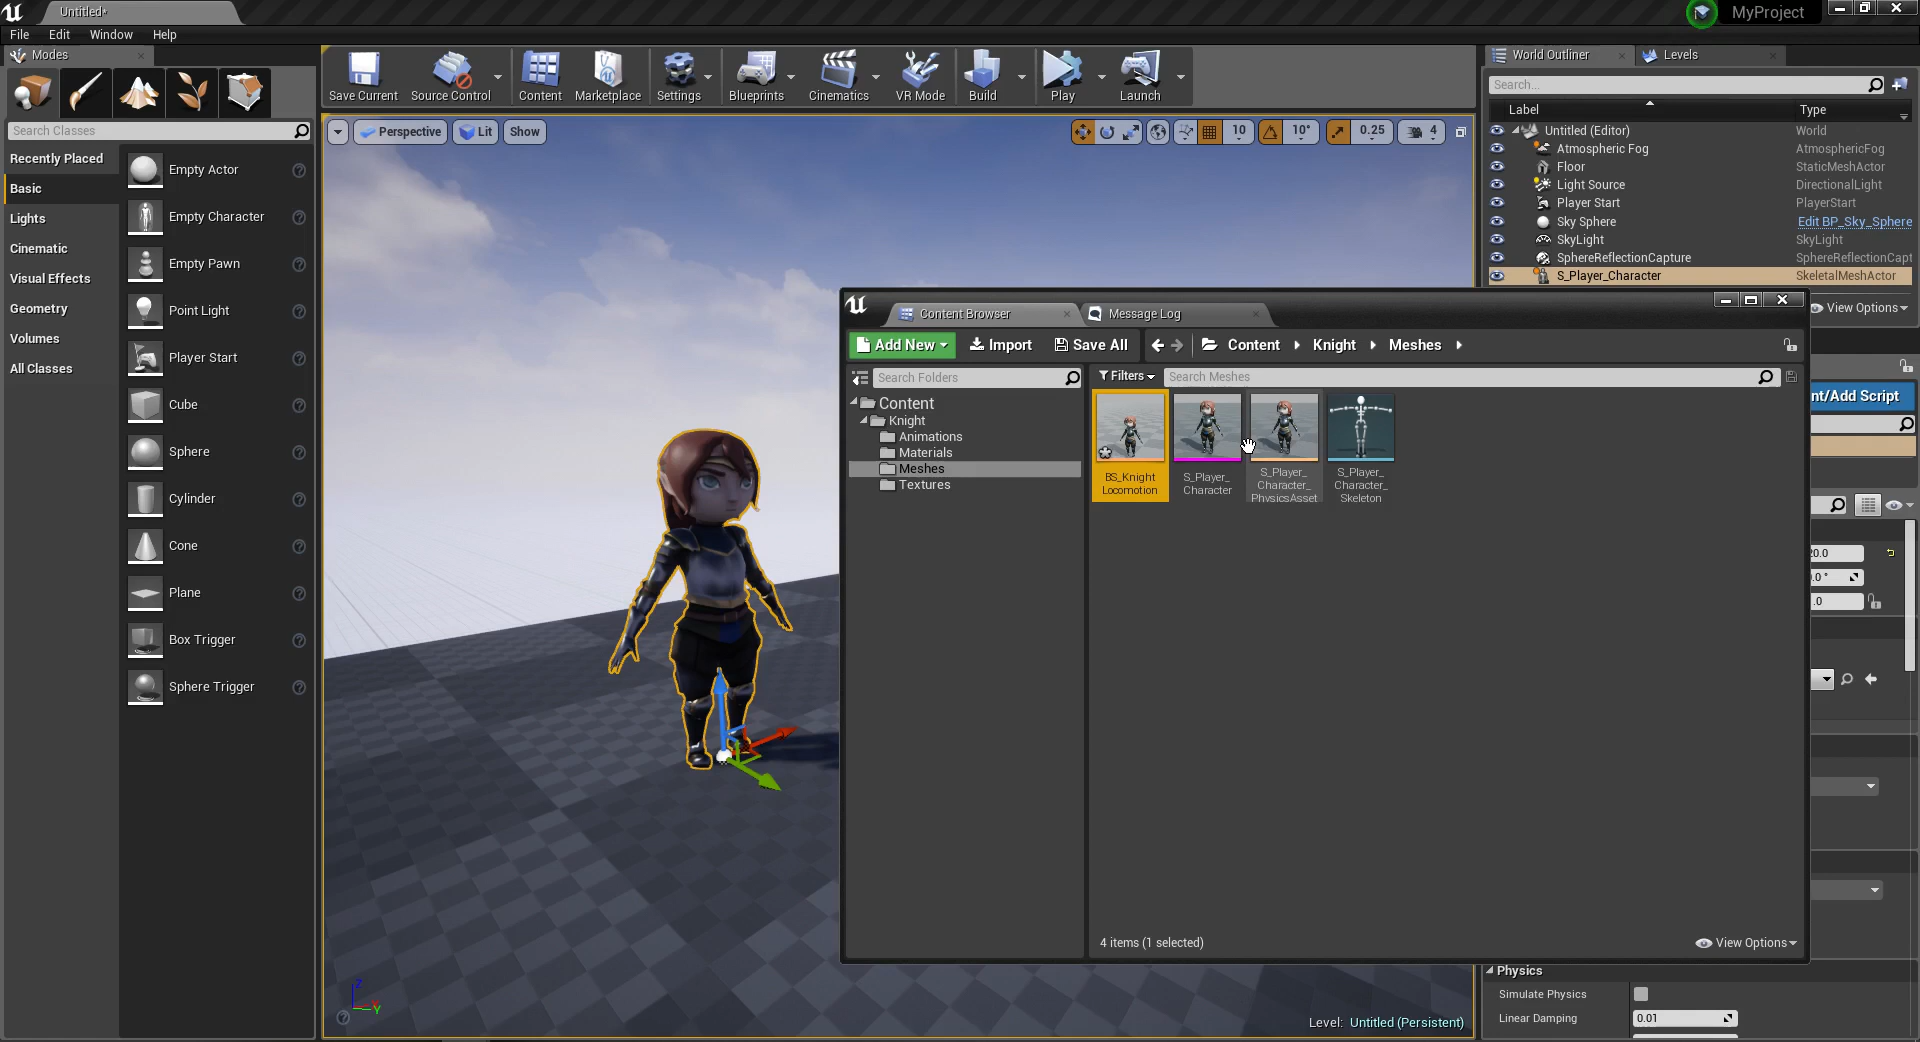 Untitled*
MyProject
File Edit Window Help
Modes
Save Current Source Control Content Marketplace Settings Blueprints Cinematics VR Mode Build Play Launch
World Outliner Levels
Search...
Label Type
Search Classes
Perspective Lit Show
10 10° 0.25 4
Recently Placed
Basic
Lights
Cinematic
Visual Effects
Geometry
Volumes
All Classes
Empty Actor
Empty Character
Empty Pawn
Point Light
Player Start
Cube
Sphere
Cylinder
Cone
Plane
Box Trigger
Sphere Trigger
Untitled (Editor) World
Atmospheric Fog AtmosphericFog
Floor StaticMeshActor
Light Source DirectionalLight
Player Start PlayerStart
Sky Sphere Edit BP_Sky_Sphere
SkyLight SkyLight
SphereReflectionCapture SphereReflectionCapt
S_Player_Character SkeletalMeshActor
View Options
Content Browser Message Log
Add New Import Save All Content Knight Meshes
Search Folders
Filters Search Meshes
Content
Knight
Animations
Materials
Meshes
Textures
BS_Knight
Locomotion
S_Player_
Character
S_Player_
Character_
PhysicsAsset
S_Player_
Character_
Skeleton
4 items (1 selected)
View Options
nt/Add Script
20.0
.0 °
.0
Physics
Simulate Physics
Linear Damping 0.01
Level: Untitled (Persistent)
Z
Y